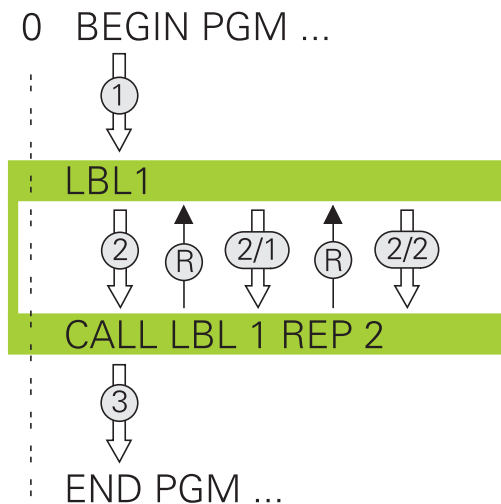 0 BEGIN PGM ...
1
LBL1
2 R 2/1 R 2/2
CALL LBL 1 REP 2
3
END PGM ...